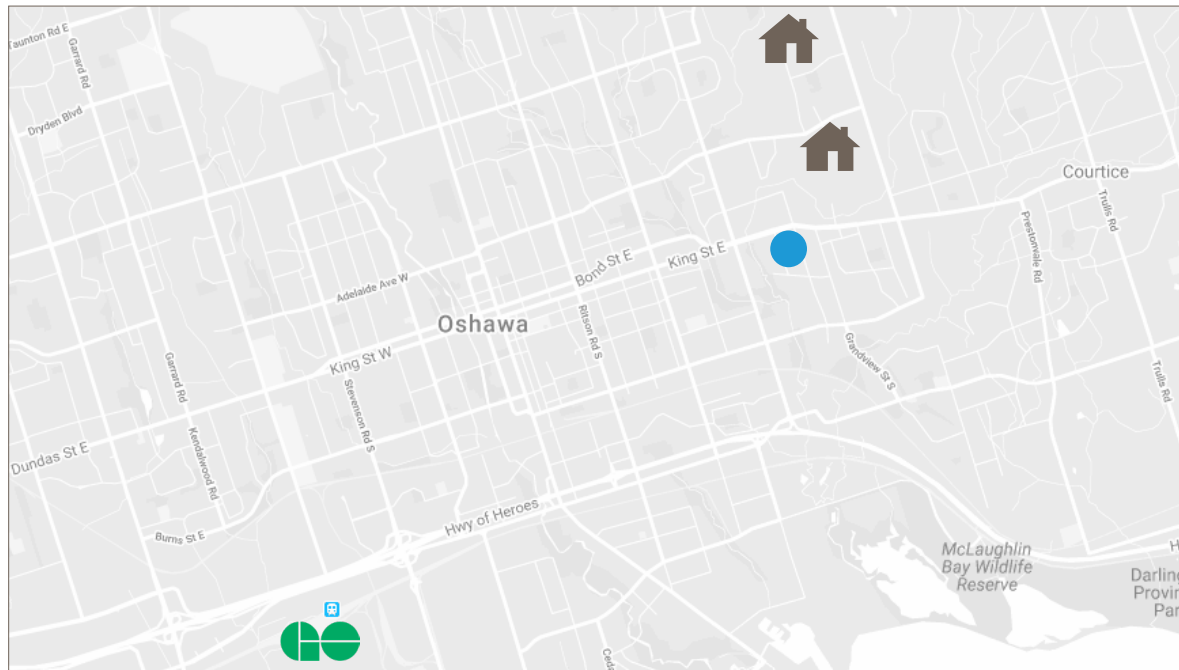 Taunton Rd E
Garrard Rd
Dryden Blvd
Courtice
Trulls Rd
Prestonvale Rd
King St E
Bond St E
Adelaide Ave W
Ritson Rd S
Oshawa
King St W
Grandview St S
Garrard Rd
Stevenson Rd S
Trulls Rd
Kendalwood Rd
Dundas St E
Hwy of Heroes
Burns St E
McLaughlin
Bay Wildlife
Reserve
H
Darling
Provin
Par
GO
Ceda